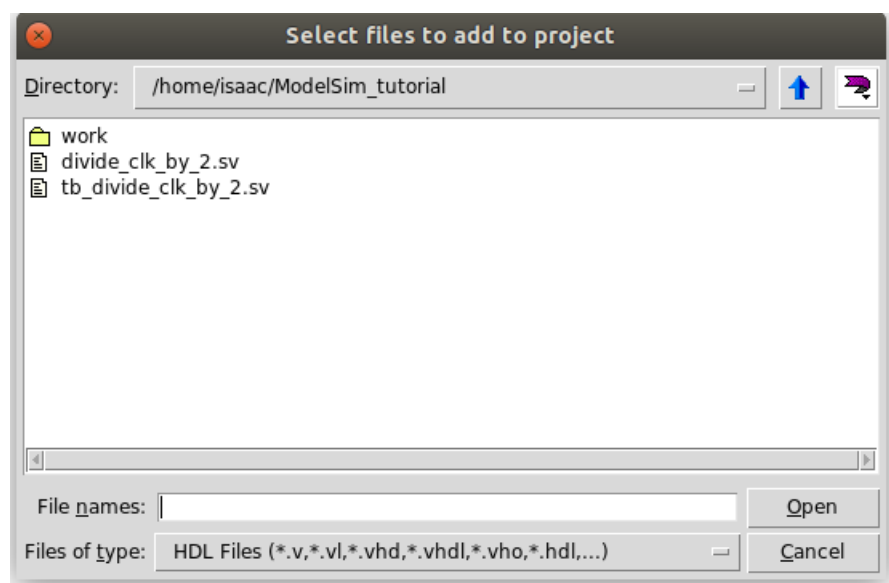 Select files to add to project
Directory: /home/isaac/ModelSim_tutorial
work
divide_clk_by_2.sv
tb_divide_clk_by_2.sv
File names:
Open
Files of type: HDL Files (*.v,*.vl,*.vhd,*.vhdl,*.vho,*.hdl,...)
Cancel